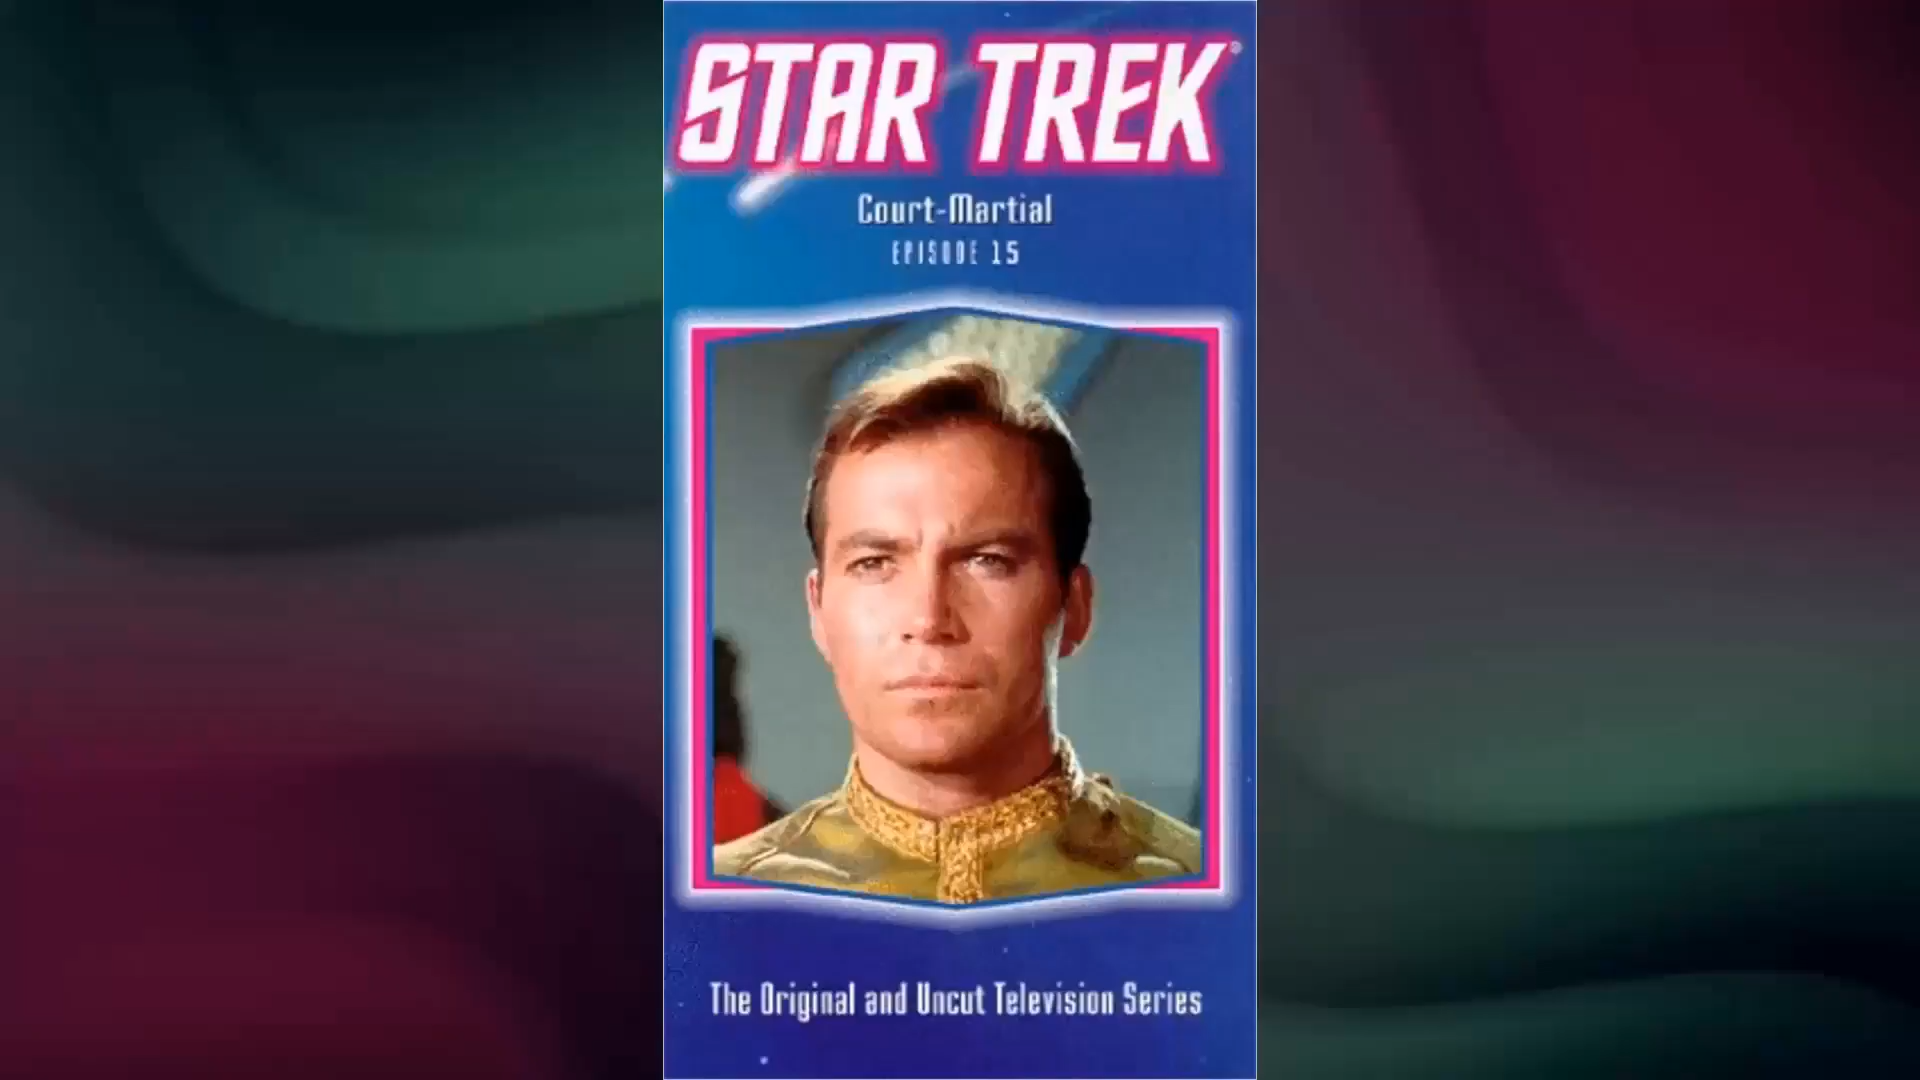 STAR TREK®
Court-Martial
EPISODE 15
The Original and Uncut Television Series